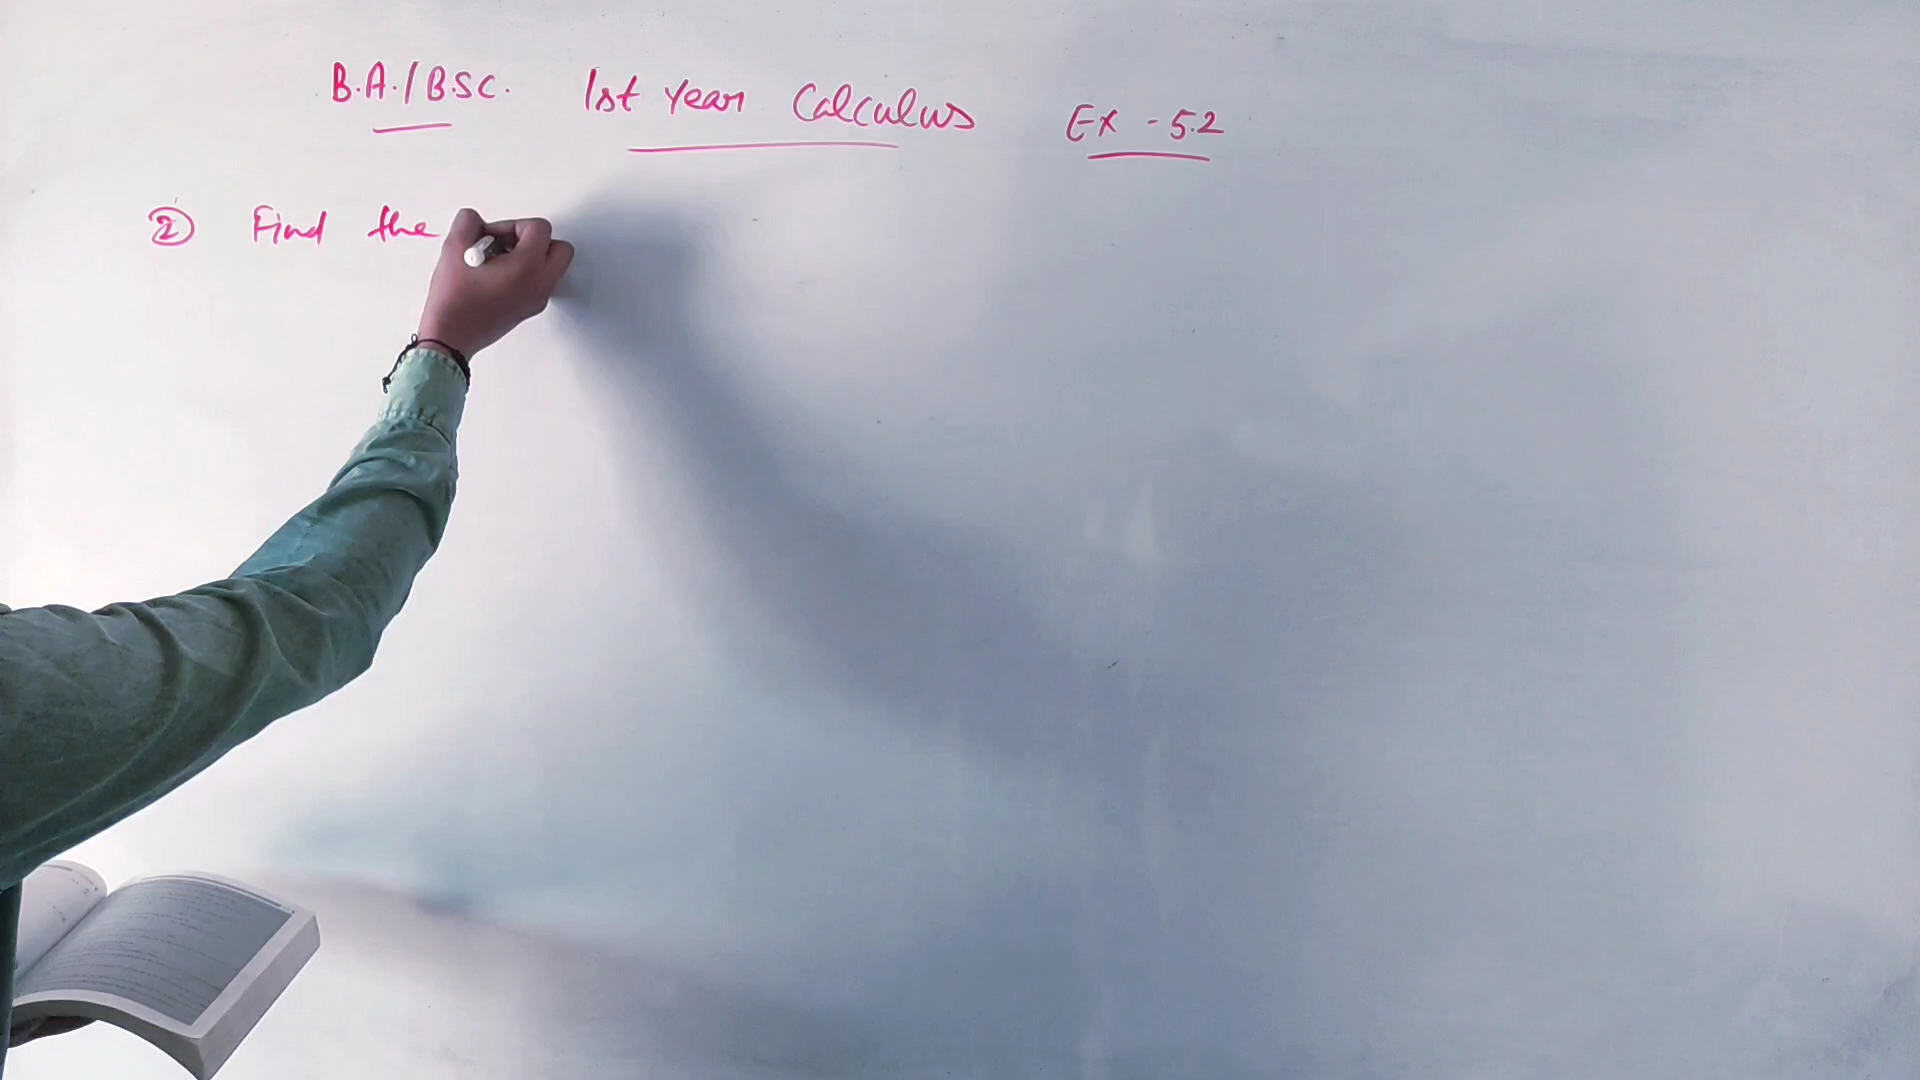 B.A./B.SC. 1st year Calculus Ex - 5.2
② Find the